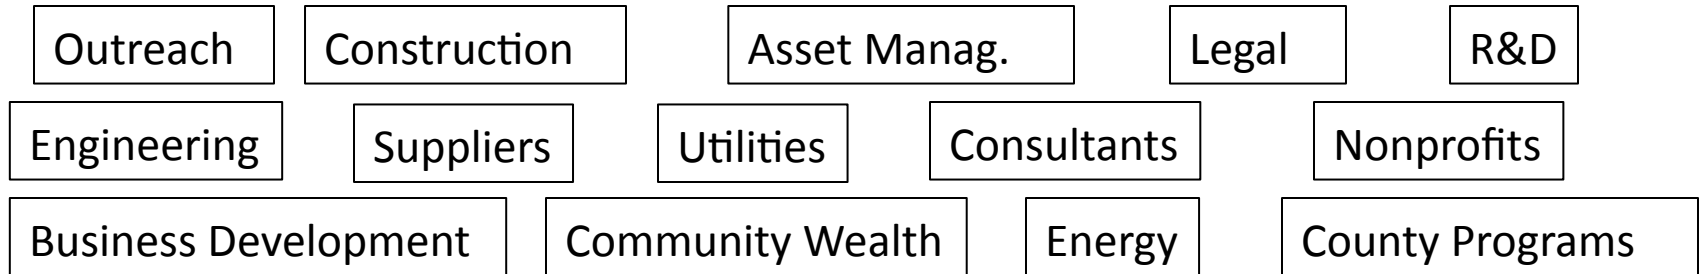 Outreach Construction Asset Manag. Legal R&D
Engineering Suppliers Utilities Consultants Nonprofits
Business Development Community Wealth Energy County Programs